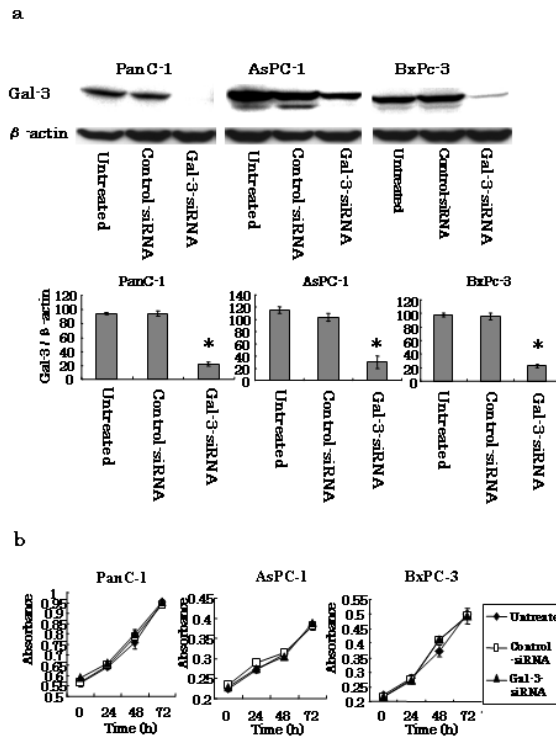 a
PanC-1 AsPC-1 BxPc-3
Gal-3
β-actin
Untreated Control-siRNA Gal-3-siRNA Untreated Control-siRNA Gal-3-siRNA Untreated Control-siRNA Gal-3-siRNA
PanC-1 AsPC-1 BxPc-3
Gal-3 / β-actin
120 100 80 60 40 20 0
140 120 100 80 60 40 20 0
120 100 80 60 40 20 0
* * *
Untreated Control-siRNA Gal-3-siRNA Untreated Control-siRNA Gal-3-siRNA Untreated Control-siRNA Gal-3-siRNA
b
PanC-1 AsPC-1 BxPC-3
Absorbance
1 0.95 0.9 0.85 0.8 0.75 0.7 0.65 0.6 0.55 0.5
Absorbance
0.45 0.4 0.35 0.3 0.25 0.2
Absorbance
0.55 0.5 0.45 0.4 0.35 0.3 0.25 0.2
0 24 48 72 0 24 48 72 0 24 48 72
Time (h) Time (h) Time (h)
Untreate
Control
-siRNA
Gal-3-
siRNA